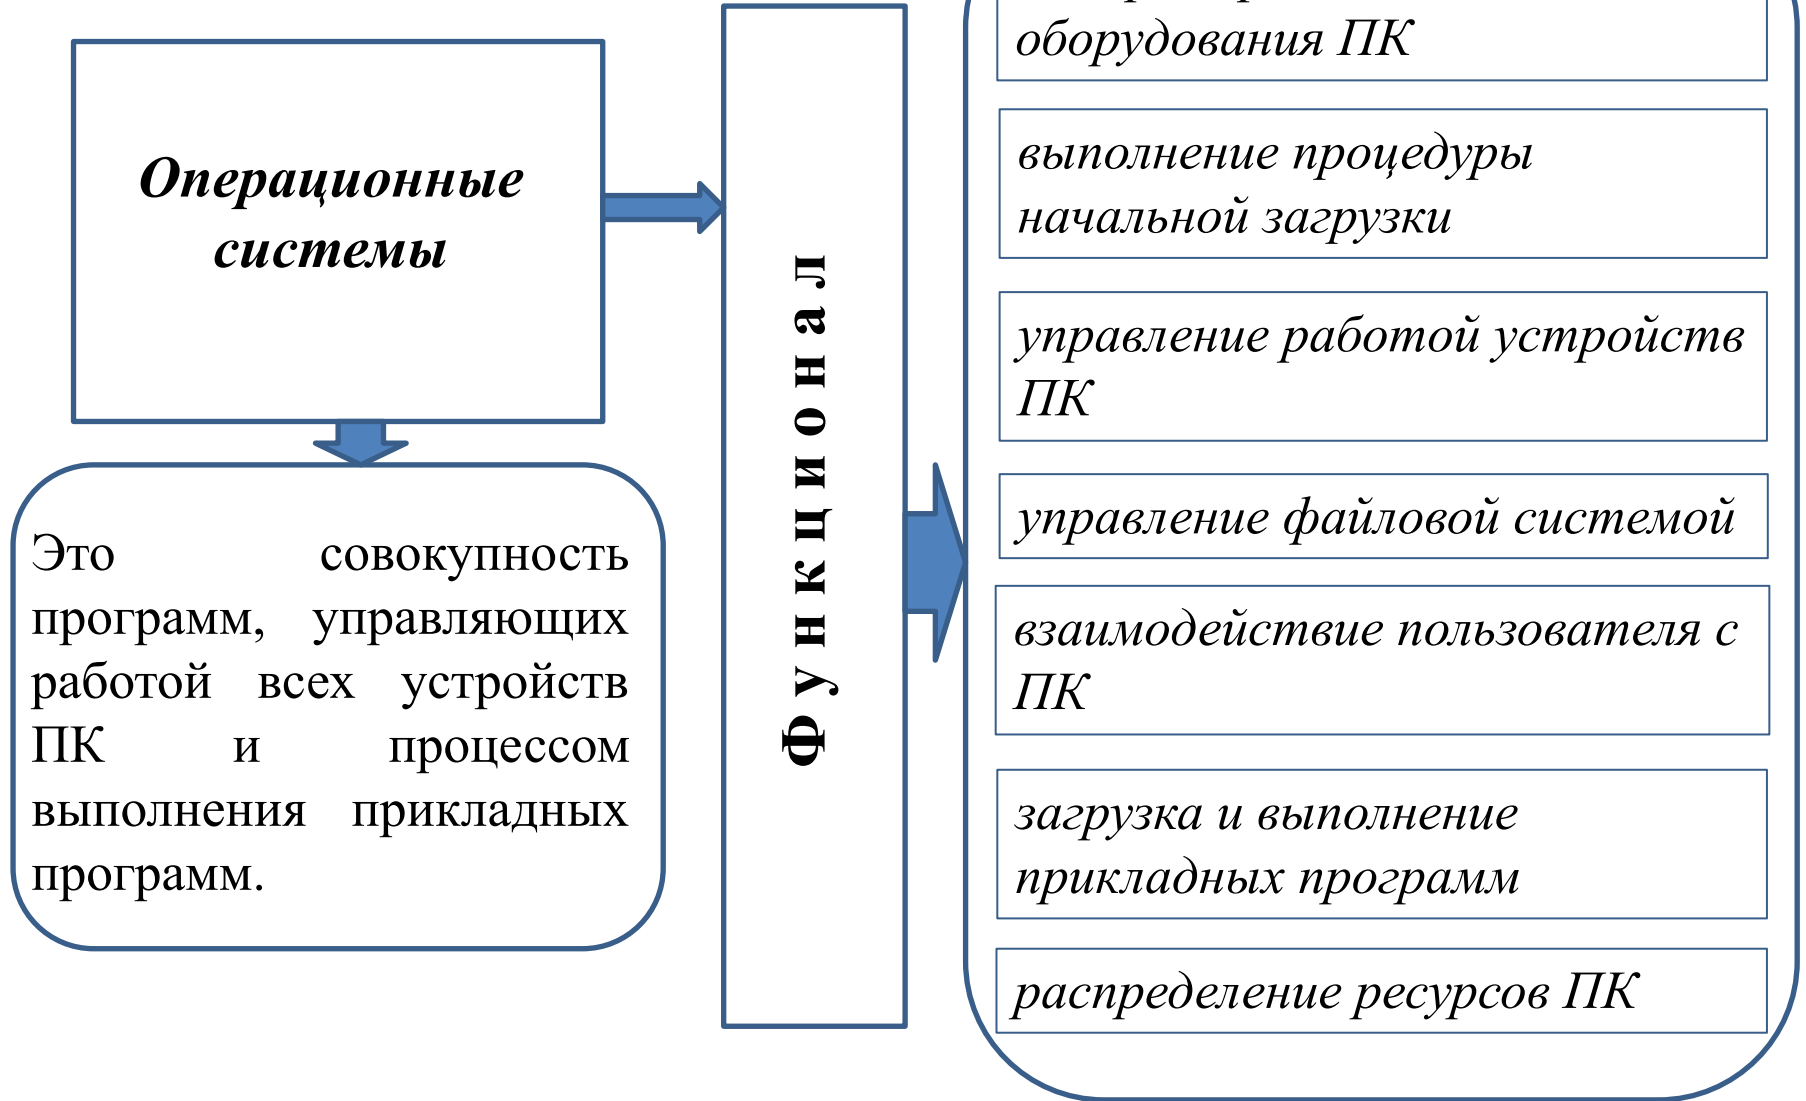 Операционные
системы
Это совокупность
программ, управляющих
работой всех устройств
ПК и процессом
выполнения прикладных
программ.
Функционал
оборудования ПК
выполнение процедуры
начальной загрузки
управление работой устройств
ПК
управление файловой системой
взаимодействие пользователя с
ПК
загрузка и выполнение
прикладных программ
распределение ресурсов ПК